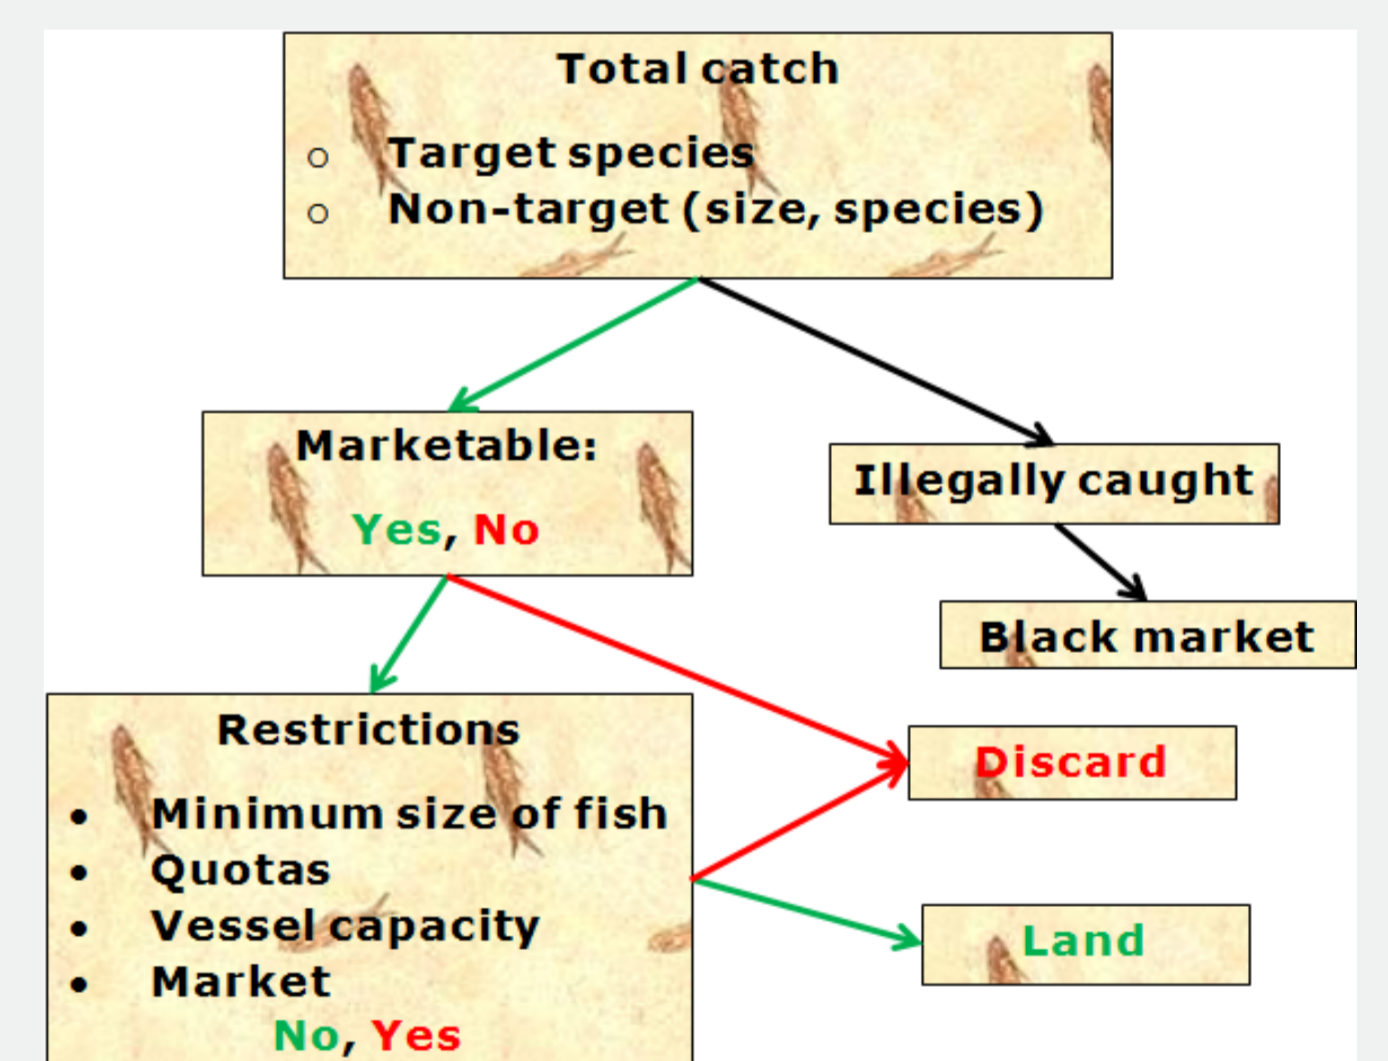 Total catch
○ Target species
○ Non-target (size, species)
Marketable:
Yes, No
Illegally caught
Black market
Restrictions
• Minimum size of fish
• Quotas
• Vessel capacity
• Market
No, Yes
Discard
Land